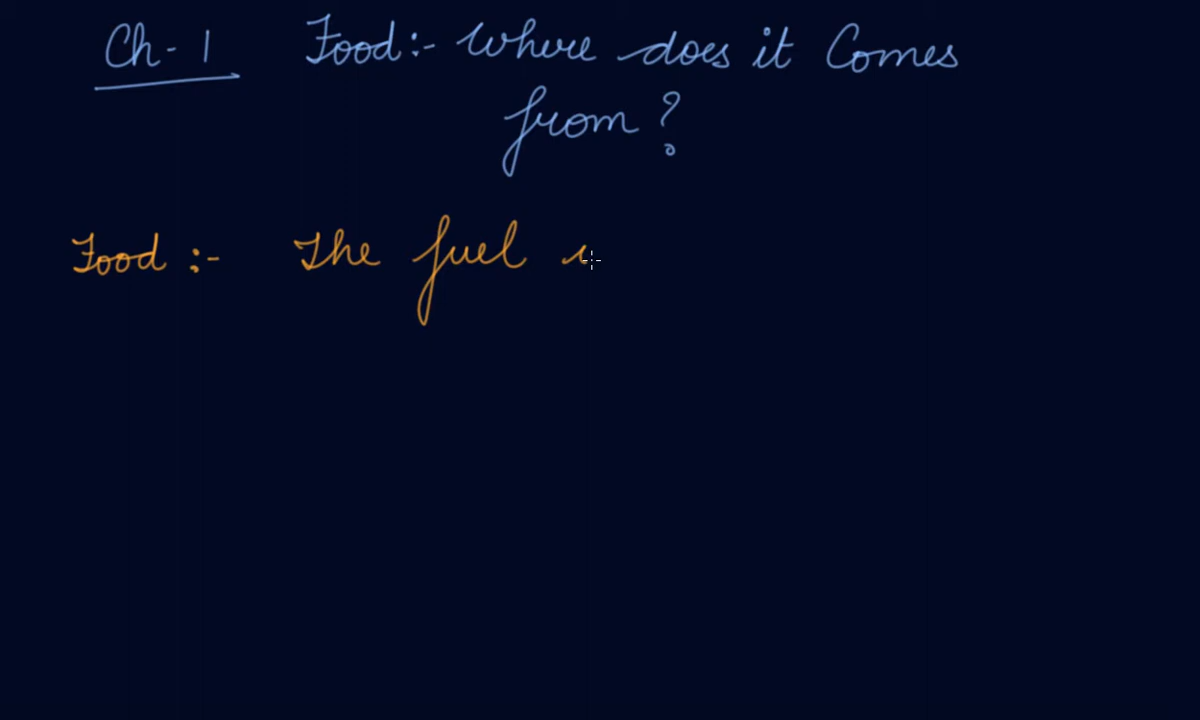 Ch-1 Food:- Where does it Comes
from?
Food :- The fuel